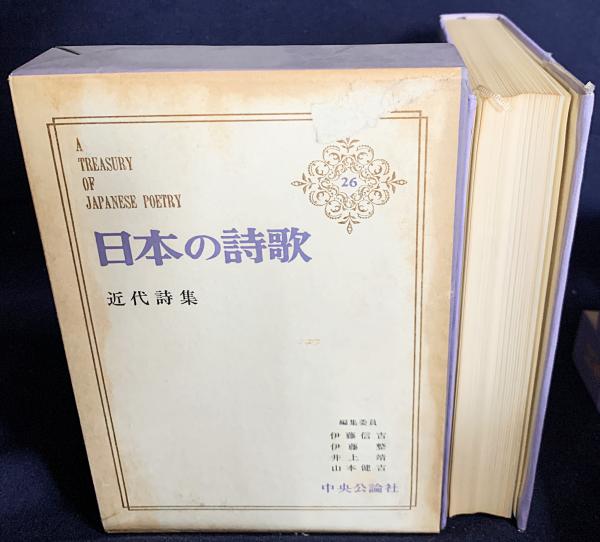 A
TREASURY
OF
JAPANESE POETRY
26
日本の詩歌
近代詩集
編集委員
伊藤信吉
伊藤整
井上靖
山本健吉
中央公論社